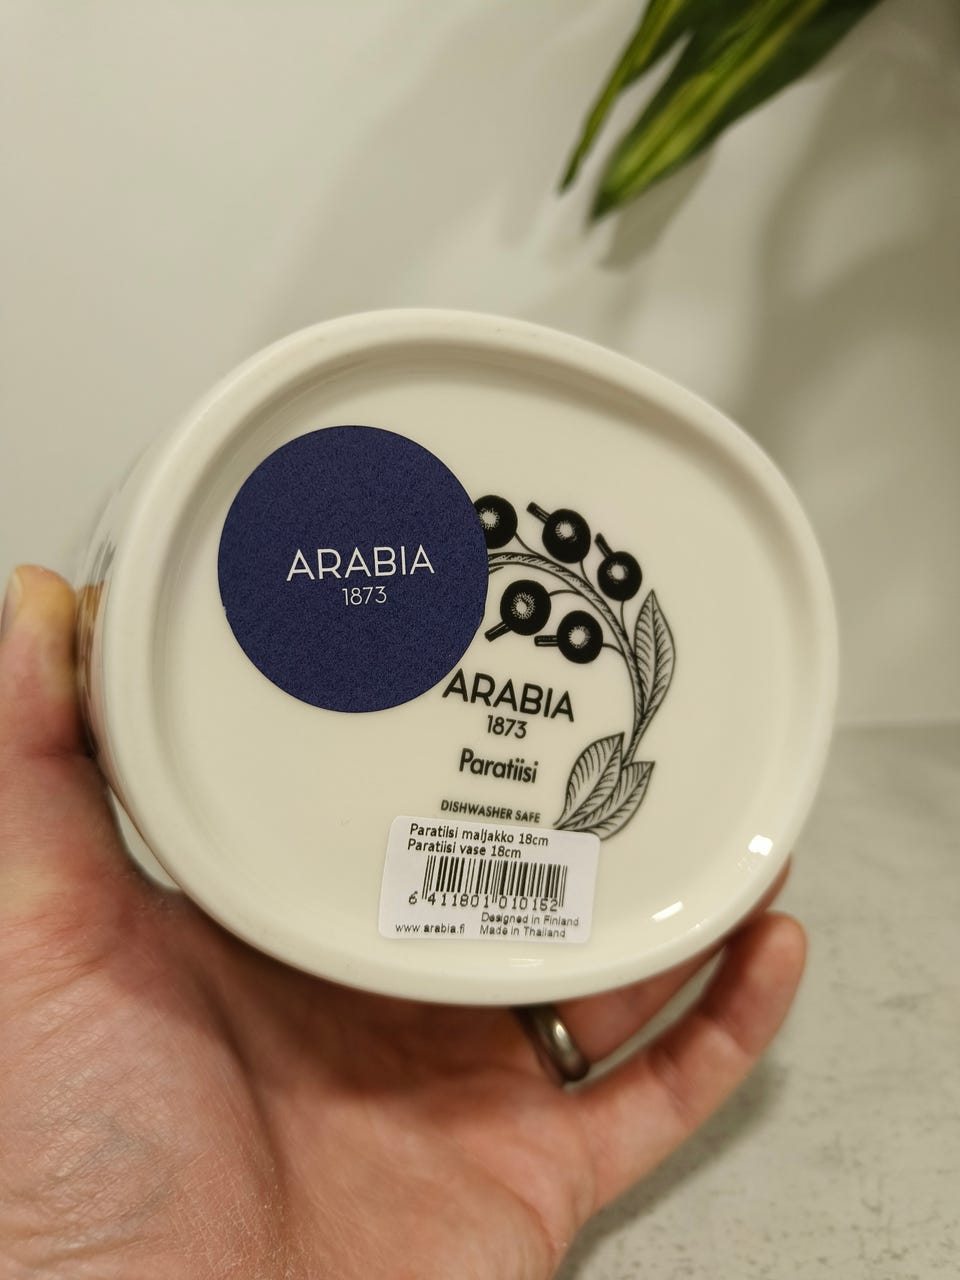 ARABIA
1873
ARABIA
1873
Paratiisi
DISHWASHER SAFE
Paratiisi maljakko 18cm
Paratiisi vase 18cm
6 411801 010152
Designed in Finland
www.arabia.fi Made in Thailand